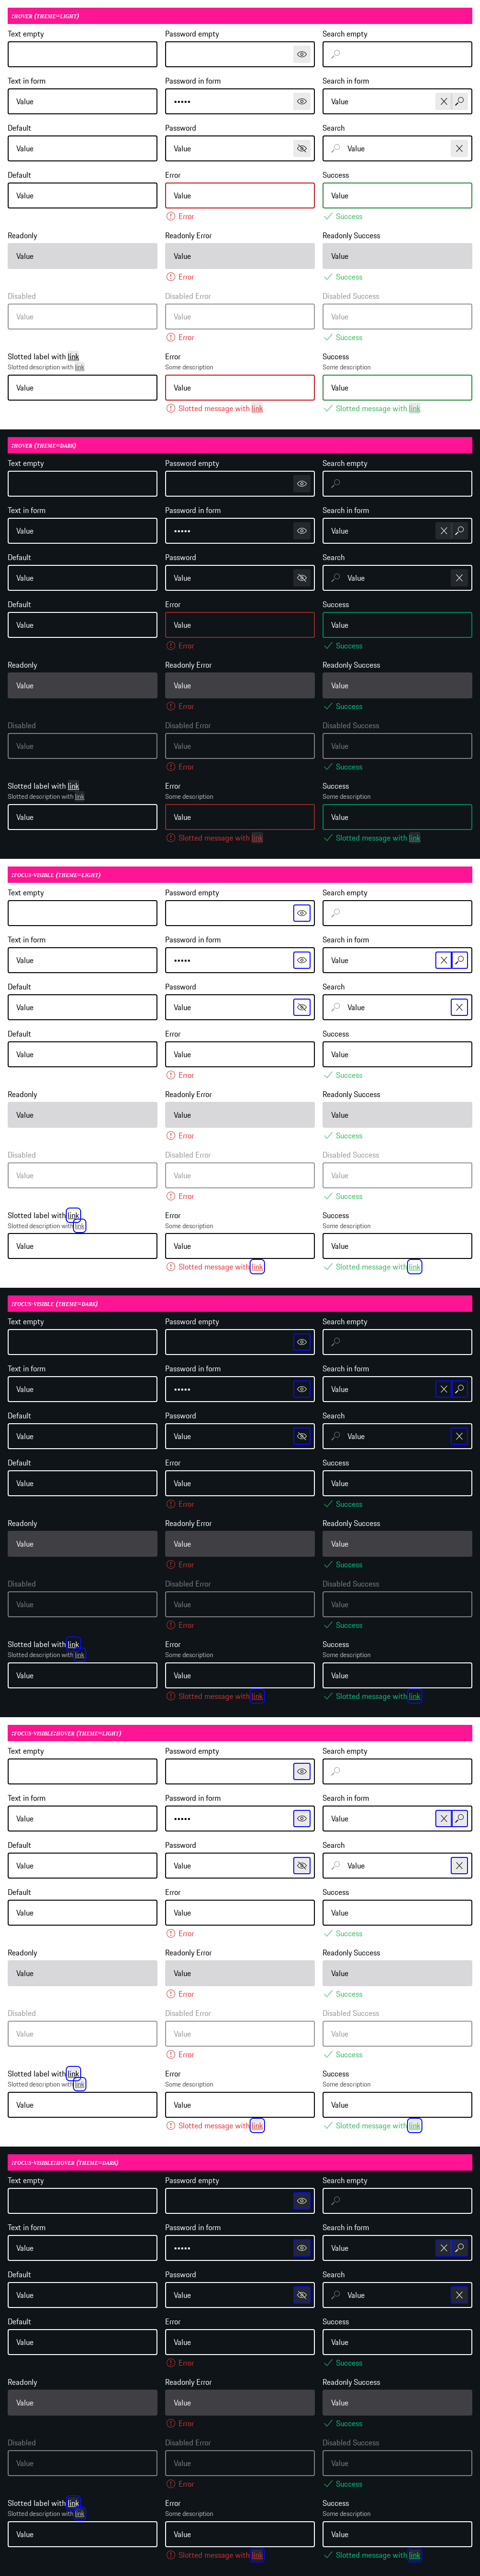 :HOVER (THEME=LIGHT)
Text empty Password empty Search empty
Text in form Password in form Search in form
Value ••••• Value
Default Password Search
Value Value Value
Default Error Success
Value Value Value
Error Success
Readonly Readonly Error Readonly Success
Value Value Value
Error Success
Disabled Disabled Error Disabled Success
Value Value Value
Error Success
Slotted label with link Error Success
Slotted description with link Some description Some description
Value Value Value
Slotted message with link Slotted message with link
:HOVER (THEME=DARK)
Text empty Password empty Search empty
Text in form Password in form Search in form
Value ••••• Value
Default Password Search
Value Value Value
Default Error Success
Value Value Value
Error Success
Readonly Readonly Error Readonly Success
Value Value Value
Error Success
Disabled Disabled Error Disabled Success
Value Value Value
Error Success
Slotted label with link Error Success
Slotted description with link Some description Some description
Value Value Value
Slotted message with link Slotted message with link
:FOCUS-VISIBLE (THEME=LIGHT)
Text empty Password empty Search empty
Text in form Password in form Search in form
Value ••••• Value
Default Password Search
Value Value Value
Default Error Success
Value Value Value
Error Success
Readonly Readonly Error Readonly Success
Value Value Value
Error Success
Disabled Disabled Error Disabled Success
Value Value Value
Error Success
Slotted label with link Error Success
Slotted description with link Some description Some description
Value Value Value
Slotted message with link Slotted message with link
:FOCUS-VISIBLE (THEME=DARK)
Text empty Password empty Search empty
Text in form Password in form Search in form
Value ••••• Value
Default Password Search
Value Value Value
Default Error Success
Value Value Value
Error Success
Readonly Readonly Error Readonly Success
Value Value Value
Error Success
Disabled Disabled Error Disabled Success
Value Value Value
Error Success
Slotted label with link Error Success
Slotted description with link Some description Some description
Value Value Value
Slotted message with link Slotted message with link
:FOCUS-VISIBLE:HOVER (THEME=LIGHT)
Text empty Password empty Search empty
Text in form Password in form Search in form
Value ••••• Value
Default Password Search
Value Value Value
Default Error Success
Value Value Value
Error Success
Readonly Readonly Error Readonly Success
Value Value Value
Error Success
Disabled Disabled Error Disabled Success
Value Value Value
Error Success
Slotted label with link Error Success
Slotted description with link Some description Some description
Value Value Value
Slotted message with link Slotted message with link
:FOCUS-VISIBLE:HOVER (THEME=DARK)
Text empty Password empty Search empty
Text in form Password in form Search in form
Value ••••• Value
Default Password Search
Value Value Value
Default Error Success
Value Value Value
Error Success
Readonly Readonly Error Readonly Success
Value Value Value
Error Success
Disabled Disabled Error Disabled Success
Value Value Value
Error Success
Slotted label with link Error Success
Slotted description with link Some description Some description
Value Value Value
Slotted message with link Slotted message with link